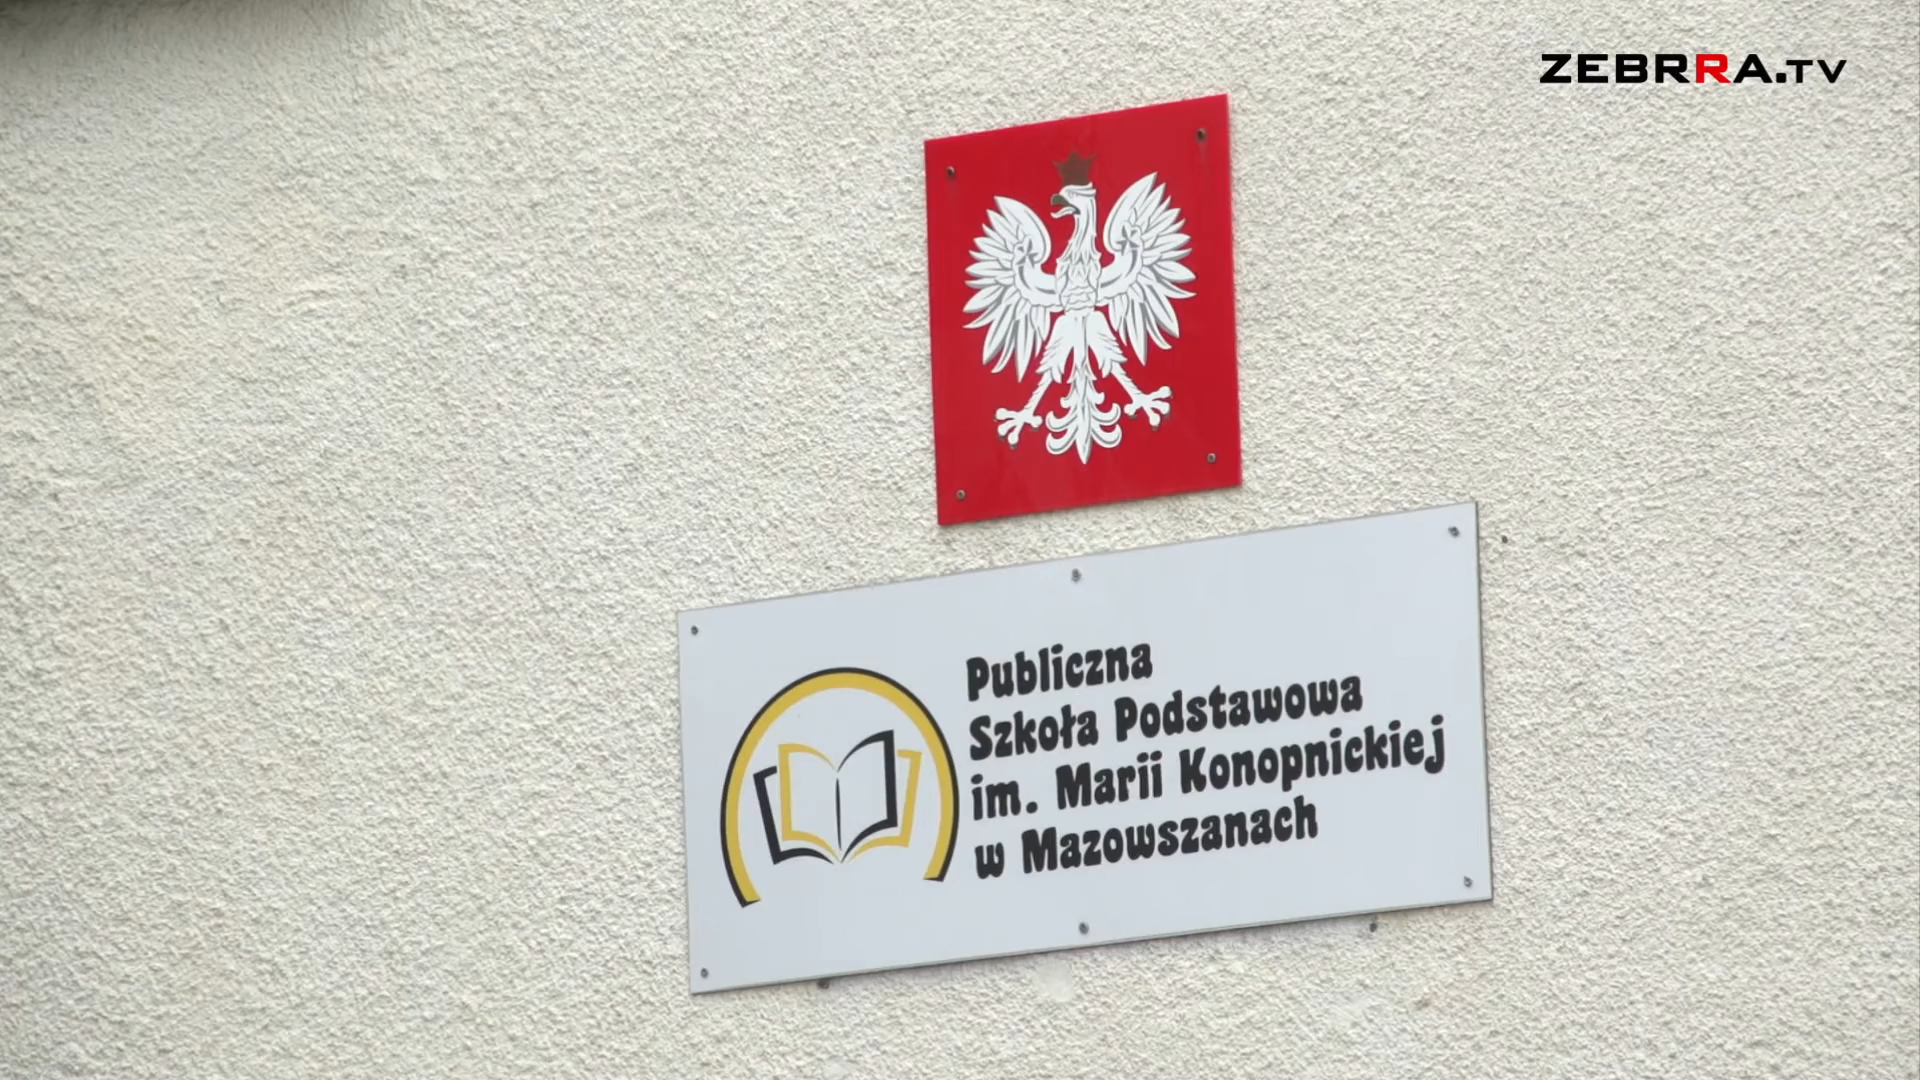 ZEBRRA.TV
Publiczna
Szkoła Podstawowa
im. Marii Konopnickiej
w Mazowszanach